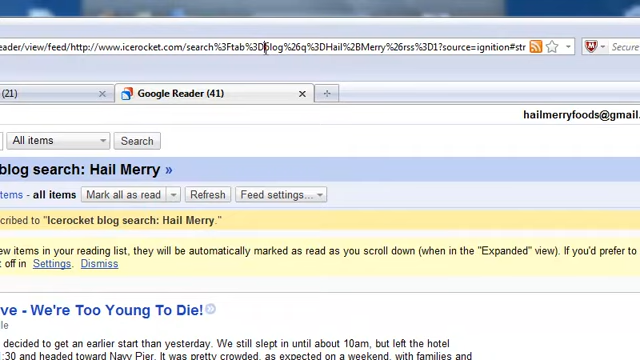 eader/view/feed/http://www.icerocket.com/search%3Ftab%3Dblog%26q%3DHail%2BMerry%26rss%3D1?source=ignition#str
(21)
Google Reader (41)
hailmerryfoods@gmail.
All items
Search
blog search: Hail Merry »
tems - all items
Mark all as read
Refresh
Feed settings...
cribed to "Icerocket blog search: Hail Merry."
ew items in your reading list, they will be automatically marked as read as you scroll down (when in the "Expanded" view). If you'd prefer to
t off in Settings. Dismiss
ve - We're Too Young To Die!
le
decided to get an earlier start than yesterday. We still slept in until about 10am, but left the hotel
:30 and headed toward Navy Pier. It was pretty crowded, as expected on a weekend, with families and